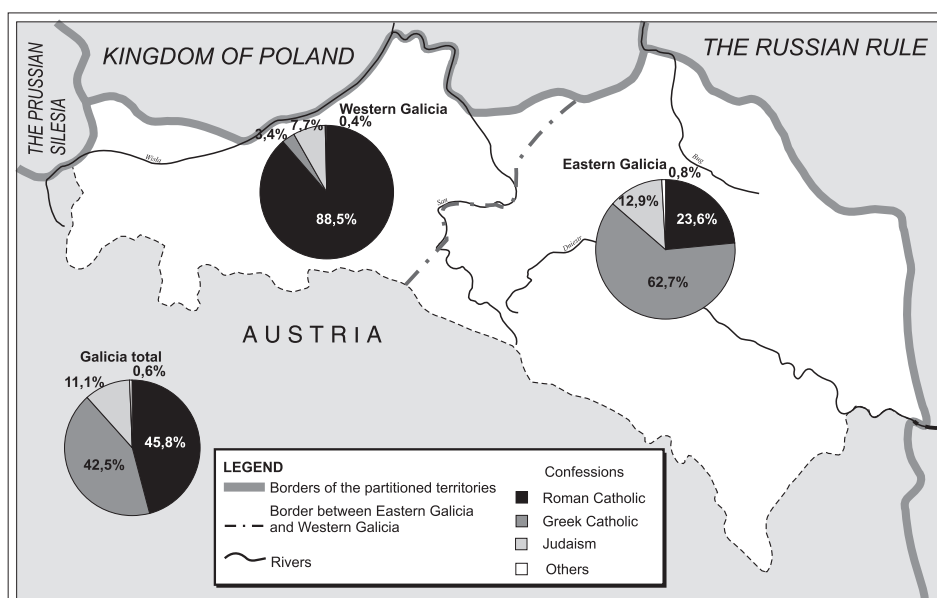 KINGDOM OF POLAND
THE RUSSIAN RULE
THE PRUSSIAN
SILESIA
Western Galicia
0,4%
7,7%
3,4%
88,5%
Wisła
San
Eastern Galicia
0,8%
12,9%
23,6%
62,7%
Bug
Dniestr
AUSTRIA
Galicia total
0,6%
11,1%
45,8%
42,5%
LEGEND
Borders of the partitioned territories
Border between Eastern Galicia
and Western Galicia
Rivers
Confessions
Roman Catholic
Greek Catholic
Judaism
Others